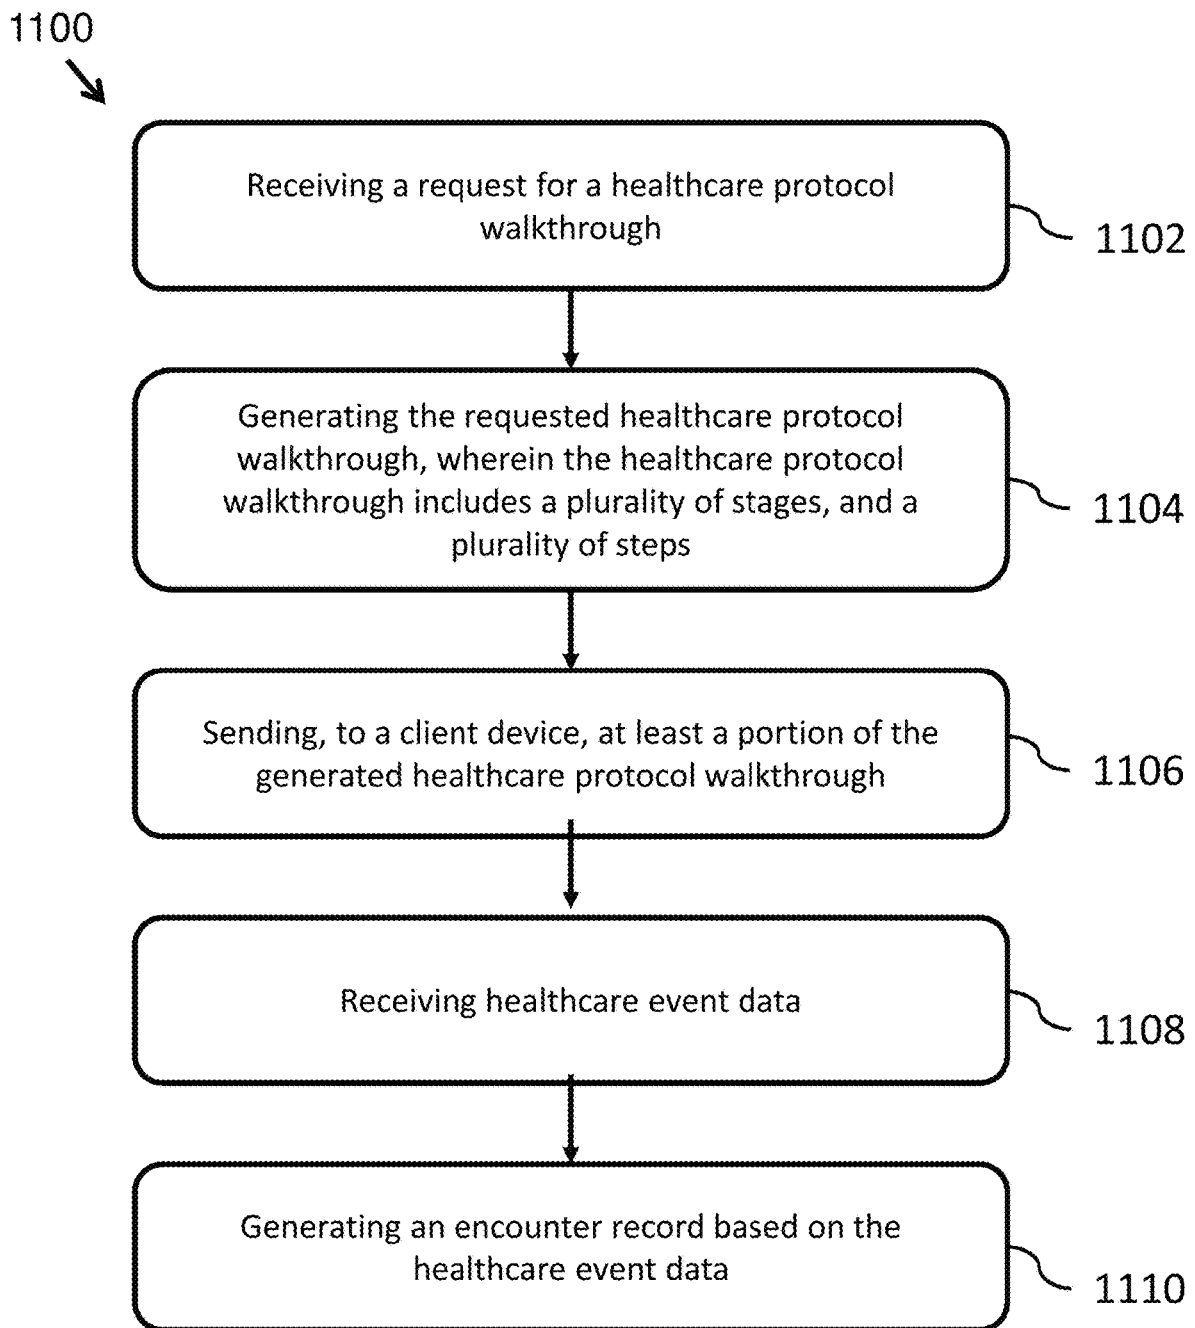 1100
Receiving a request for a healthcare protocol
walkthrough
1102
Generating the requested healthcare protocol
walkthrough, wherein the healthcare protocol
walkthrough includes a plurality of stages, and a
plurality of steps
1104
Sending, to a client device, at least a portion of the
generated healthcare protocol walkthrough
1106
Receiving healthcare event data
1108
Generating an encounter record based on the
healthcare event data
1110